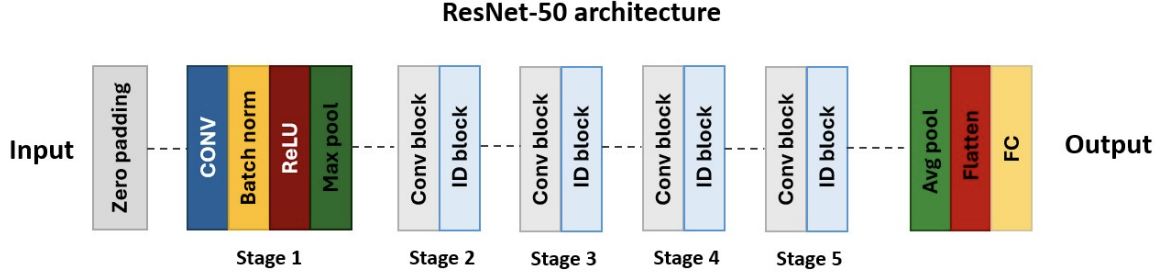 ResNet-50 architecture
Input
Zero padding
CONV
Batch norm
ReLU
Max pool
Stage 1
Conv block
ID block
Stage 2
Conv block
ID block
Stage 3
Conv block
ID block
Stage 4
Conv block
ID block
Stage 5
Avg pool
Flatten
FC
Output